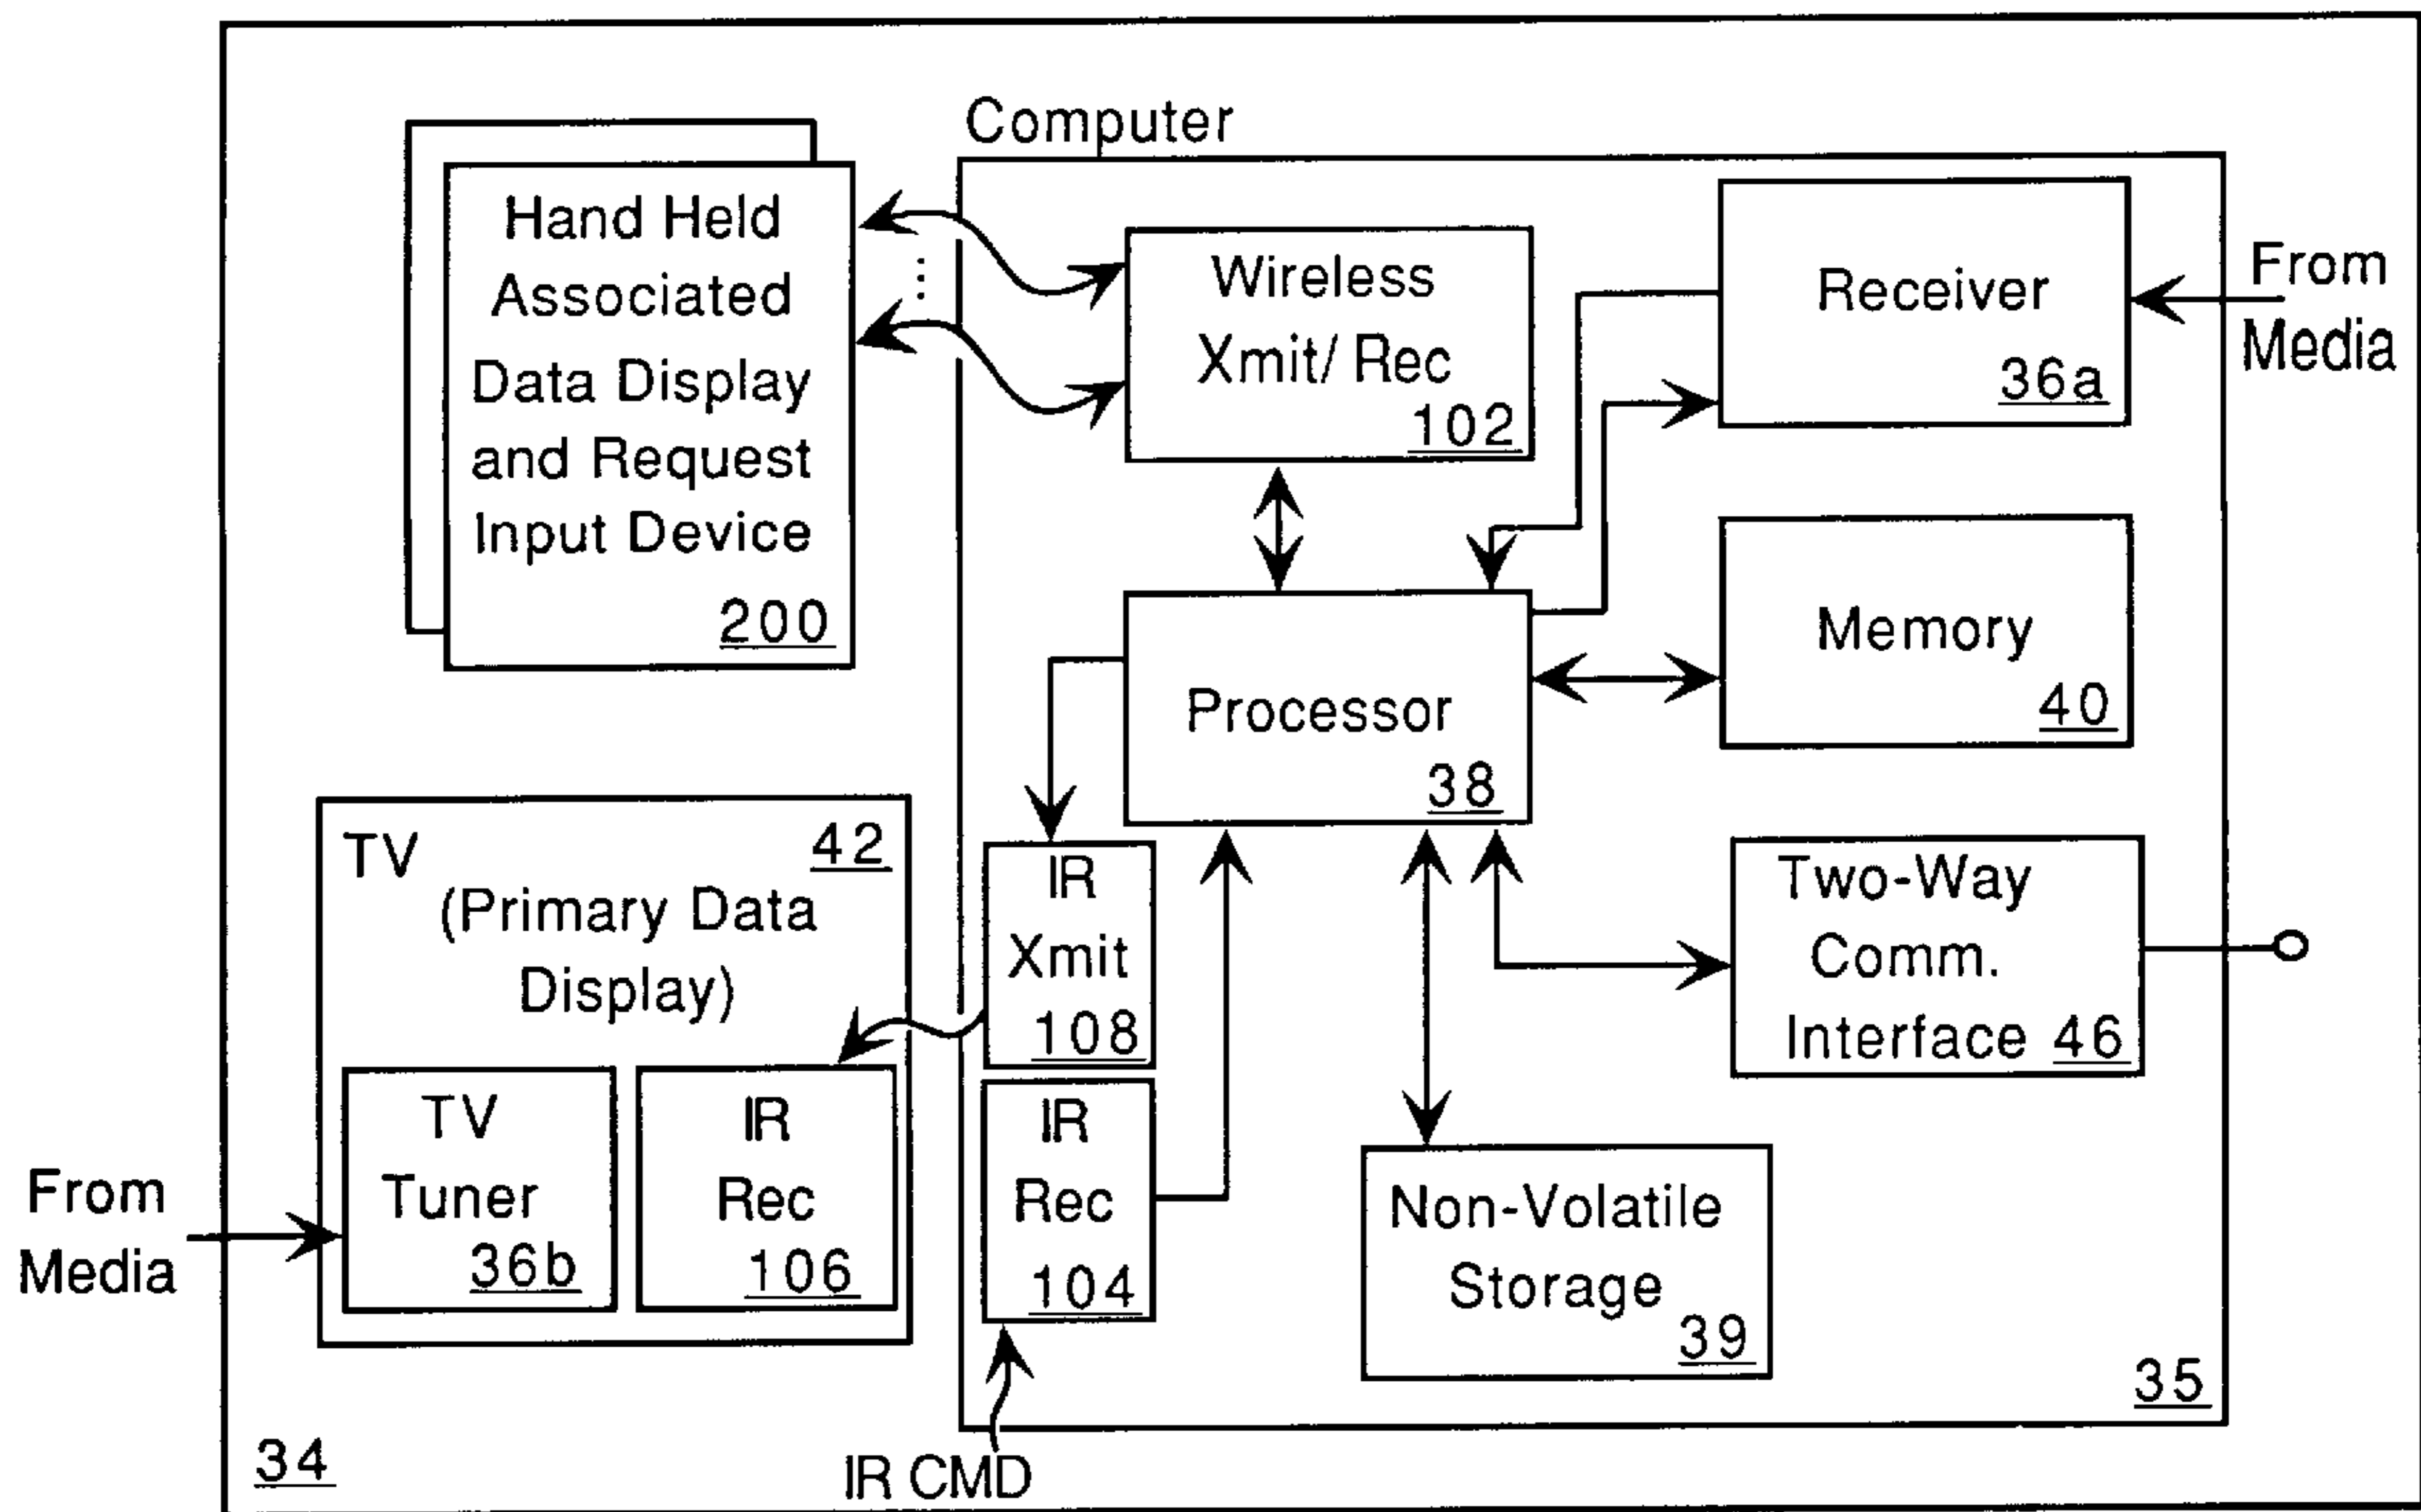 Computer
Hand Held
Associated
Data Display
and Request
Input Device
200
Wireless
Xmit/ Rec
102
Receiver
36a
From
Media
Processor
38
Memory
40
TV
42
(Primary Data
Display)
TV
Tuner
36b
IR
Rec
106
From
Media
IR
Xmit
108
IR
Rec
104
IR CMD
Two-Way
Comm.
Interface 46
Non-Volatile
Storage
39
35
34